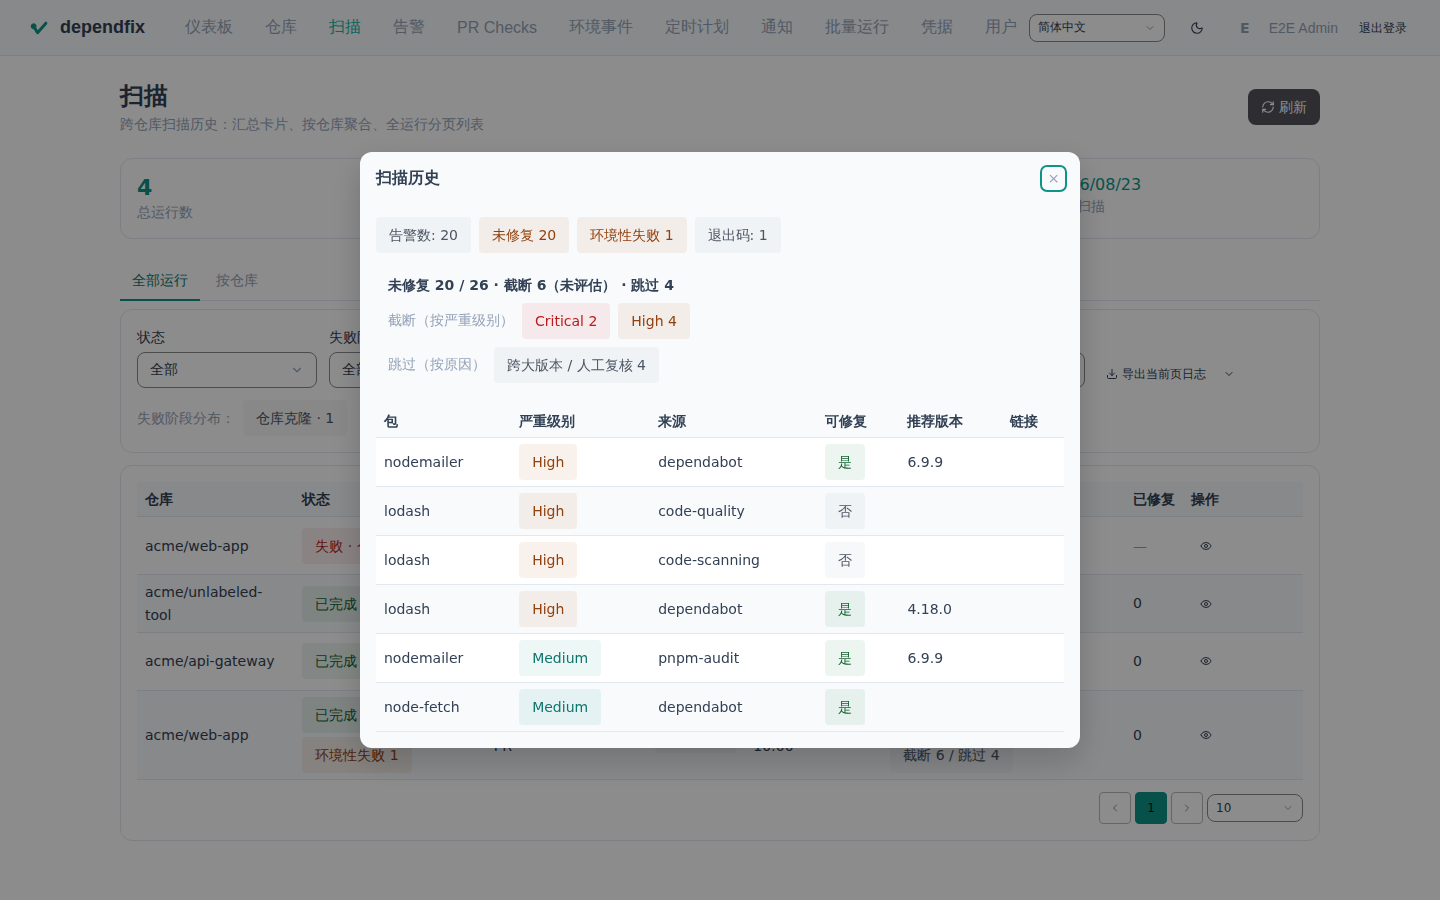 dependfix 仪表板 仓库 扫描 告警 PR Checks 环境事件 定时计划 通知 批量运行 凭据 用户 简体中文 E E2E Admin 退出登录
扫描
跨仓库扫描历史：汇总卡片、按仓库聚合、全运行分页列表
刷新
4
总运行数
6/08/23
扫描
全部运行 按仓库
状态
全部
导出当前页日志
失败阶段分布： 仓库克隆 · 1
仓库 状态 已修复 操作
acme/web-app 失败 · —
acme/unlabeled-tool 已完成 0
acme/api-gateway 已完成 0
acme/web-app 已完成 0
环境性失败 1 截断 6 / 跳过 4
1 10
扫描历史
告警数: 20 未修复 20 环境性失败 1 退出码: 1
未修复 20 / 26 · 截断 6（未评估） · 跳过 4
截断（按严重级别） Critical 2 High 4
跳过（按原因） 跨大版本 / 人工复核 4
包 严重级别 来源 可修复 推荐版本 链接
nodemailer High dependabot 是 6.9.9
lodash High code-quality 否
lodash High code-scanning 否
lodash High dependabot 是 4.18.0
nodemailer Medium pnpm-audit 是 6.9.9
node-fetch Medium dependabot 是